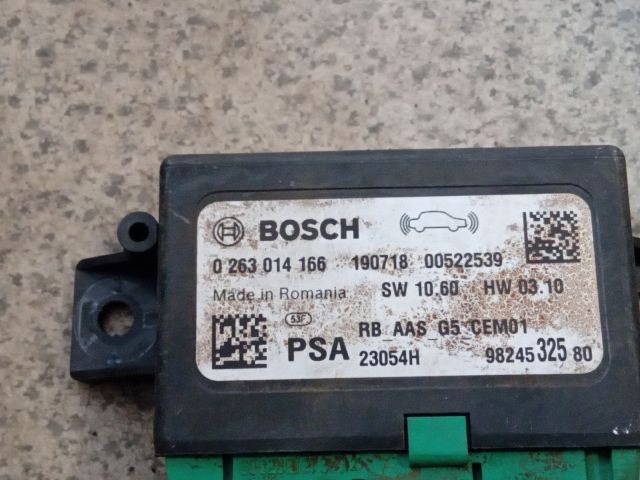 BOSCH
0 263 014 166 190718 00522539
Made in Romania SW 10.60 HW 03.10
53F RB_AAS_G5_CEM01
PSA 23054H 98245 325 80